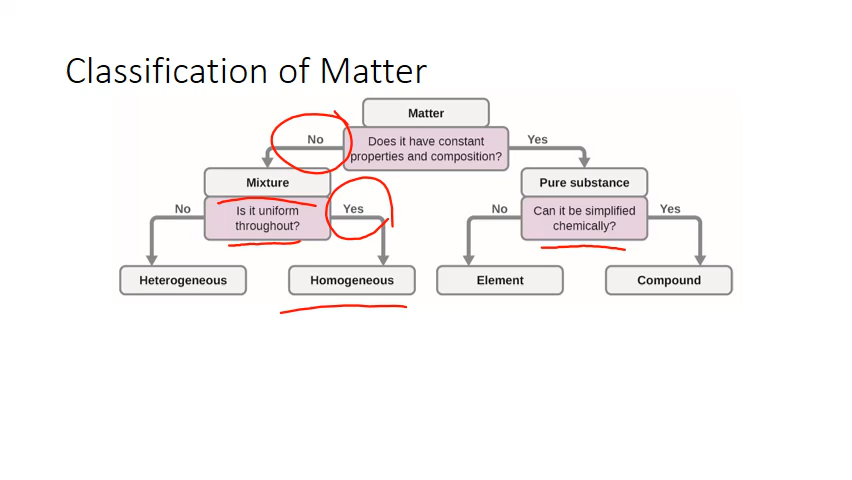 Classification of Matter
Matter
Does it have constant
properties and composition?
No
Yes
Mixture
Pure substance
Is it uniform
throughout?
No
Yes
Can it be simplified
chemically?
No
Yes
Heterogeneous
Homogeneous
Element
Compound